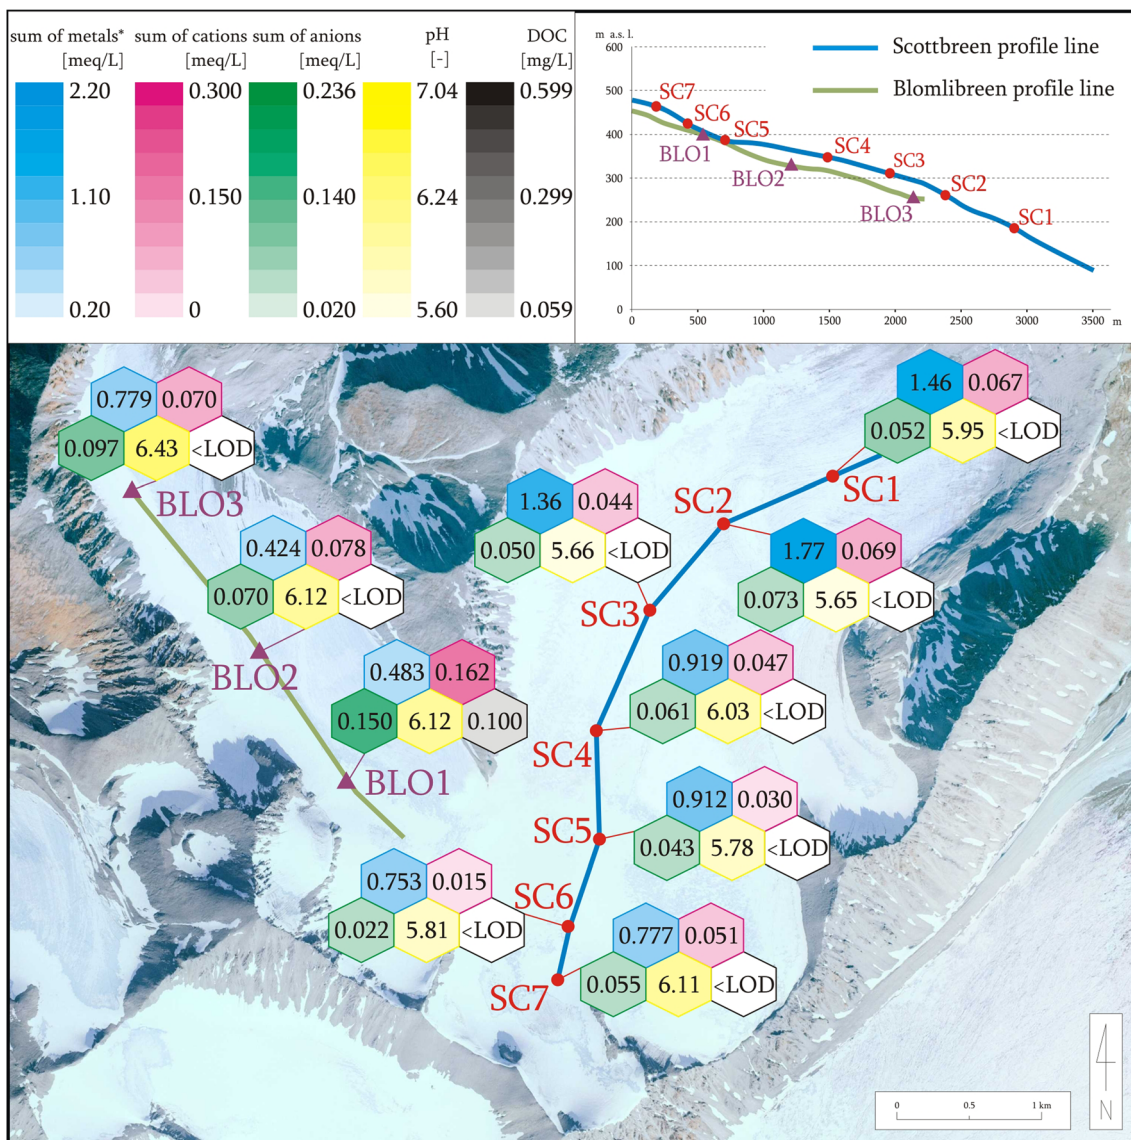 sum of metals* sum of cations sum of anions pH DOC
[meq/L] [meq/L] [meq/L] [-] [mg/L]
2.20 0.300 0.236 7.04 0.599
1.10 0.150 0.140 6.24 0.299
0.20 0 0.020 5.60 0.059
m a.s. l.
600
500
400
300
200
100
0
0 500 1000 1500 2000 2500 3000 3500 m
Scottbreen profile line
Blomlibreen profile line
SC7
SC6
SC5
SC4
SC3
SC2
SC1
BLO1
BLO2
BLO3
0.779 0.070
0.097 6.43 <LOD
BLO3
1.46 0.067
0.052 5.95 <LOD
SC1
1.36 0.044
0.050 5.66 <LOD
SC3
SC2
1.77 0.069
0.073 5.65 <LOD
0.424 0.078
0.070 6.12 <LOD
BLO2
0.483 0.162
0.150 6.12 0.100
BLO1
0.919 0.047
0.061 6.03 <LOD
SC4
0.912 0.030
0.043 5.78 <LOD
SC5
0.753 0.015
0.022 5.81 <LOD
SC6
0.777 0.051
0.055 6.11 <LOD
SC7
0 0.5 1 km
N